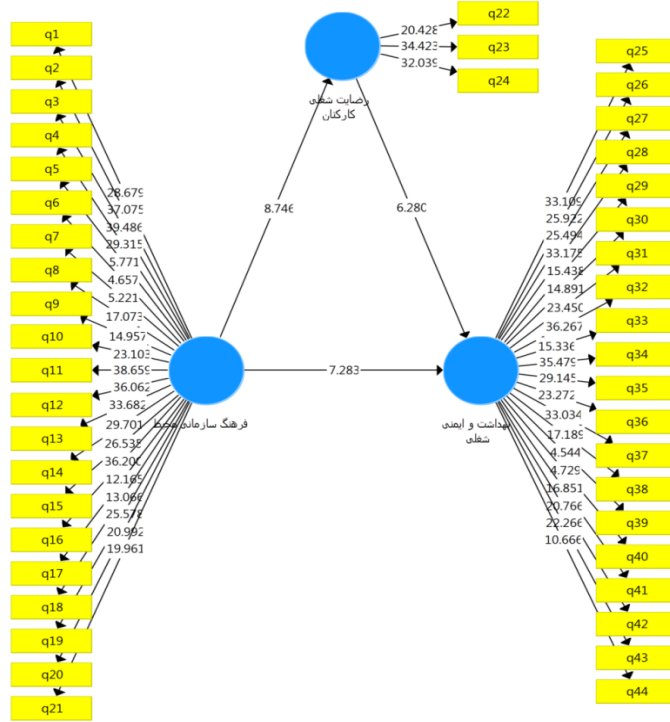 q1
q2
q3
q4
q5
q6
q7
q8
q9
q10
q11
q12
q13
q14
q15
q16
q17
q18
q19
q20
q21
28.679
37.075
39.486
29.315
5.771
4.657
5.221
17.073
14.957
23.103
38.659
36.062
33.682
29.701
26.535
36.200
12.165
13.066
25.578
20.992
19.961
فرهنگ سازمانی محیط
8.746
رضایت شغلی
کارکنان
20.428
34.423
32.039
q22
q23
q24
6.280
7.283
بهداشت و ایمنی
شغلی
33.109
25.922
25.494
33.178
15.438
14.891
23.450
36.267
15.336
35.479
29.145
23.272
33.034
17.189
4.544
4.729
16.851
20.766
22.266
10.666
q25
q26
q27
q28
q29
q30
q31
q32
q33
q34
q35
q36
q37
q38
q39
q40
q41
q42
q43
q44